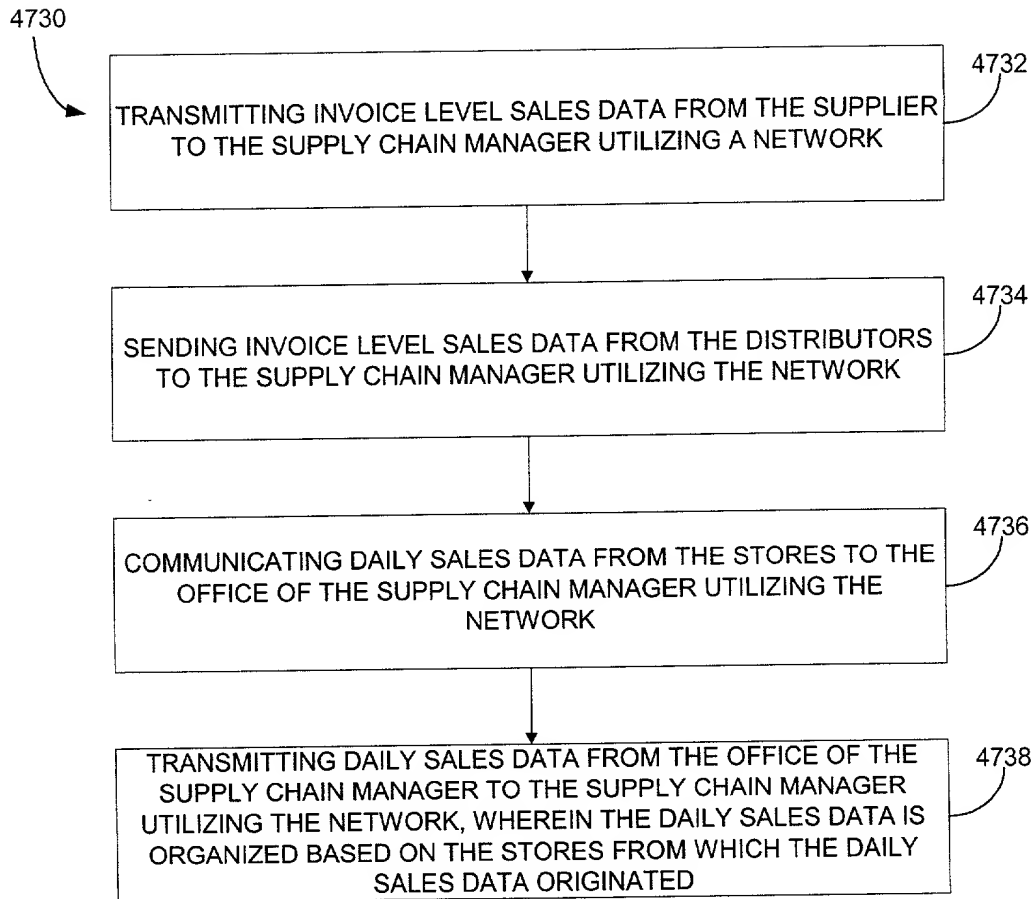 4730
4732
TRANSMITTING INVOICE LEVEL SALES DATA FROM THE SUPPLIER
TO THE SUPPLY CHAIN MANAGER UTILIZING A NETWORK
4734
SENDING INVOICE LEVEL SALES DATA FROM THE DISTRIBUTORS
TO THE SUPPLY CHAIN MANAGER UTILIZING THE NETWORK
4736
COMMUNICATING DAILY SALES DATA FROM THE STORES TO THE
OFFICE OF THE SUPPLY CHAIN MANAGER UTILIZING THE
NETWORK
4738
TRANSMITTING DAILY SALES DATA FROM THE OFFICE OF THE
SUPPLY CHAIN MANAGER TO THE SUPPLY CHAIN MANAGER
UTILIZING THE NETWORK, WHEREIN THE DAILY SALES DATA IS
ORGANIZED BASED ON THE STORES FROM WHICH THE DAILY
SALES DATA ORIGINATED